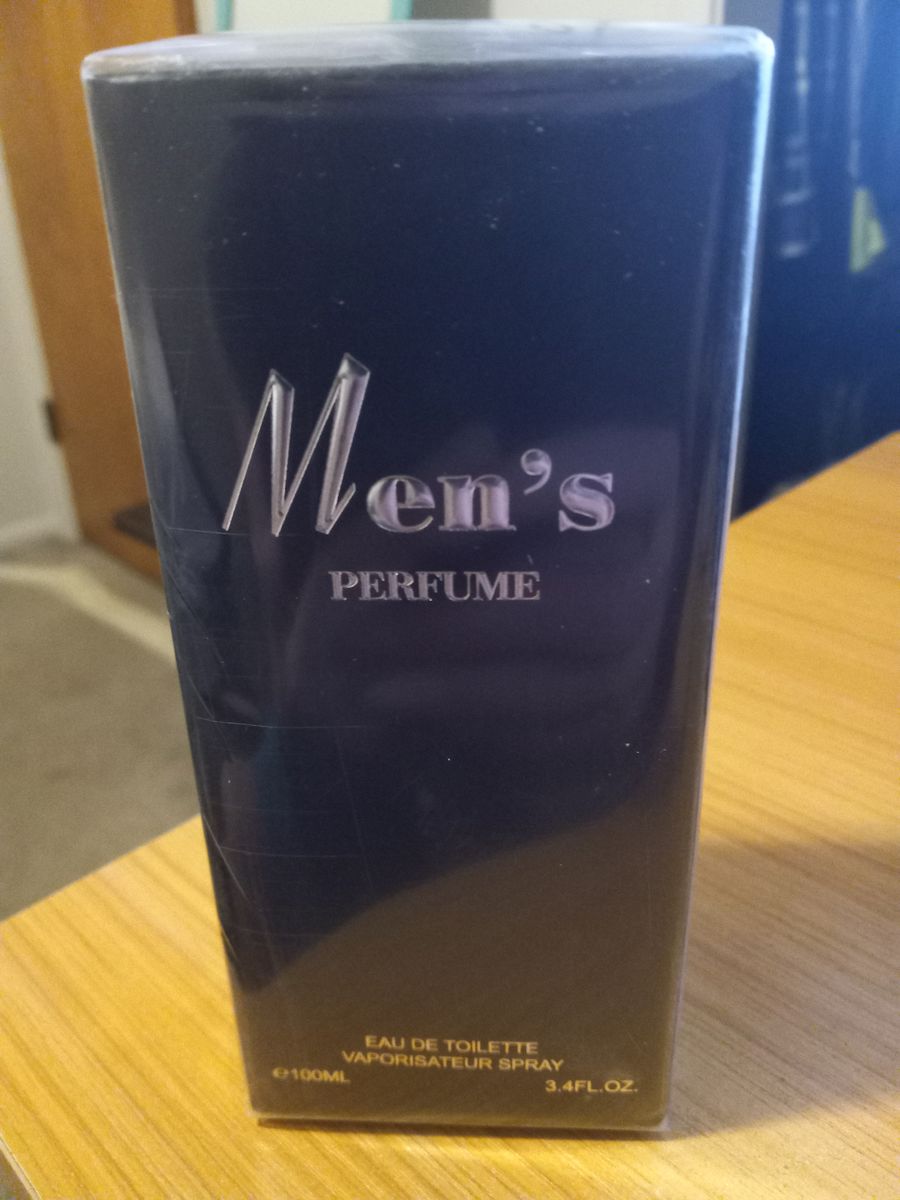 Men's
PERFUME
EAU DE TOILETTE
VAPORISATEUR SPRAY
℮100ML
3.4FL.OZ.